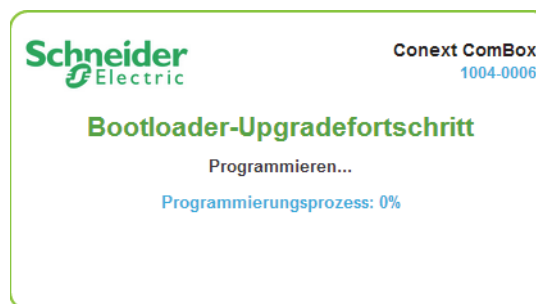 Schneider
Electric
Conext ComBox
1004-0006
Bootloader-Upgradefortschritt
Programmieren...
Programmierungsprozess: 0%